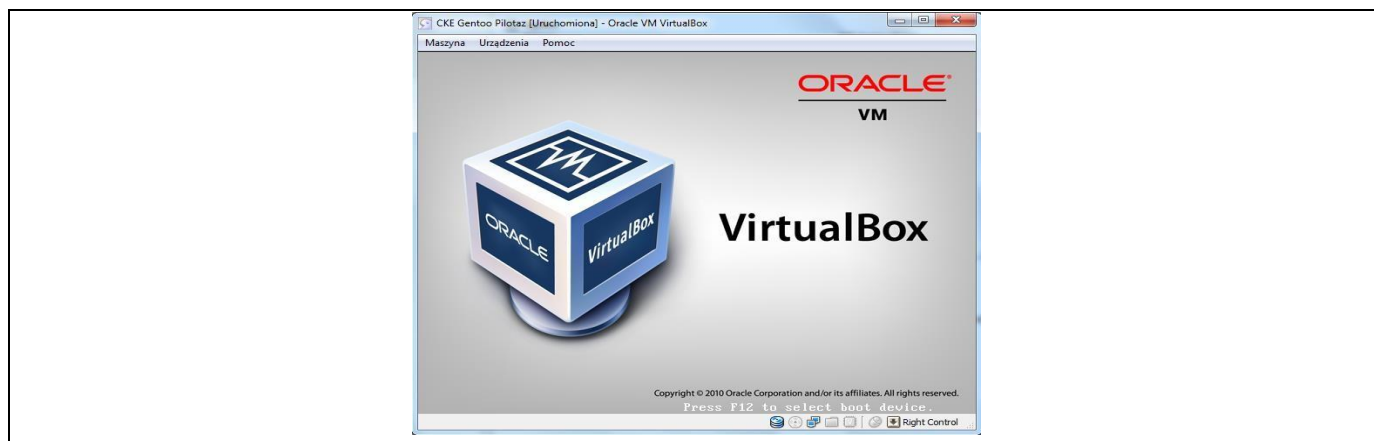 CKE Gentoo Pilotaz [Uruchomiona] - Oracle VM VirtualBox
Maszyna Urządzenia Pomoc
ORACLE®
VM
ORACLE
VirtualBox
VirtualBox
Copyright © 2010 Oracle Corporation and/or its affiliates. All rights reserved.
Press F12 to select boot device.
Right Control